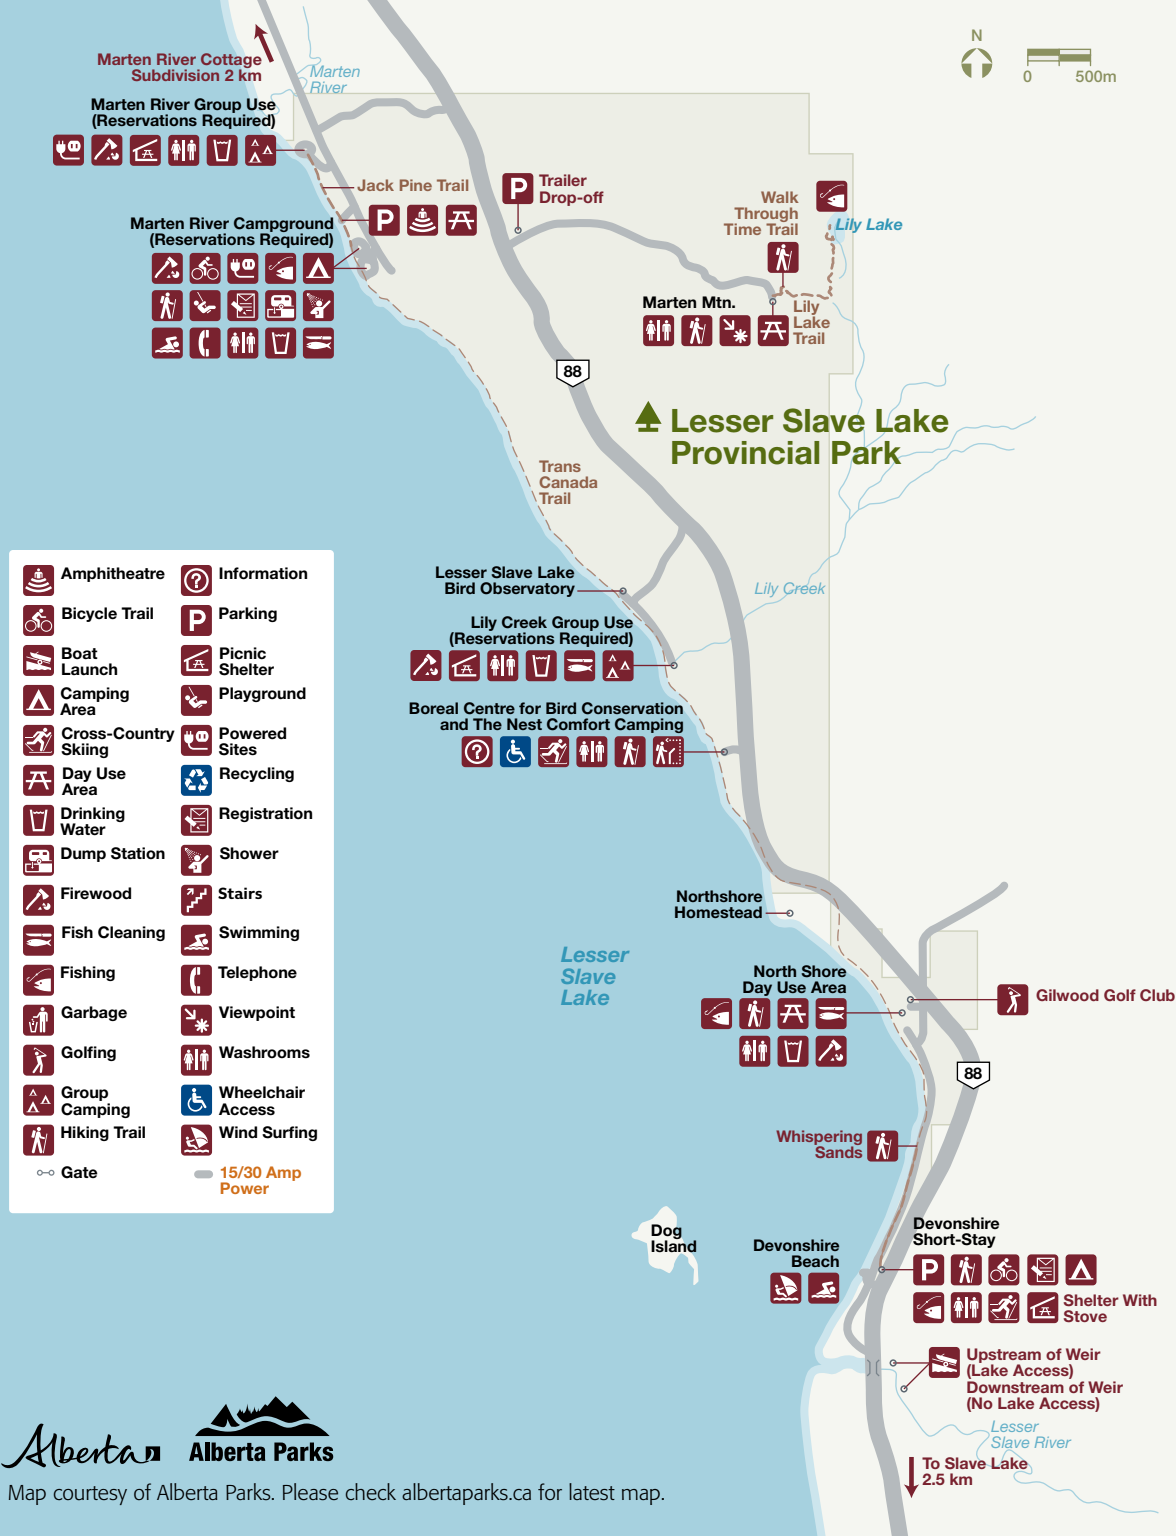 N
0 500m
Marten River Cottage
Subdivision 2 km
Marten
River
Marten River Group Use
(Reservations Required)
Jack Pine Trail
P
P
Trailer
Drop-off
Marten River Campground
(Reservations Required)
Walk
Through
Time Trail
Lily Lake
Marten Mtn.
Lily
Lake
Trail
88
Lesser Slave Lake
Provincial Park
Trans
Canada
Trail
Lesser Slave Lake
Bird Observatory
Lily Creek
Lily Creek Group Use
(Reservations Required)
Boreal Centre for Bird Conservation
and The Nest Comfort Camping
?
Amphitheatre
Bicycle Trail
Boat
Launch
Camping
Area
Cross-Country
Skiing
Day Use
Area
Drinking
Water
Dump Station
Firewood
Fish Cleaning
Fishing
Garbage
Golfing
Group
Camping
Hiking Trail
Gate
?
Information
P
Parking
Picnic
Shelter
Playground
Powered
Sites
Recycling
Registration
Shower
Stairs
Swimming
Telephone
Viewpoint
Washrooms
Wheelchair
Access
Wind Surfing
15/30 Amp
Power
Northshore
Homestead
Lesser
Slave
Lake
North Shore
Day Use Area
Gilwood Golf Club
88
Whispering
Sands
Dog
Island
Devonshire
Beach
Devonshire
Short-Stay
P
Shelter With
Stove
Upstream of Weir
(Lake Access)
Downstream of Weir
(No Lake Access)
Lesser
Slave River
To Slave Lake
2.5 km
Alberta
Alberta Parks
Map courtesy of Alberta Parks. Please check albertaparks.ca for latest map.